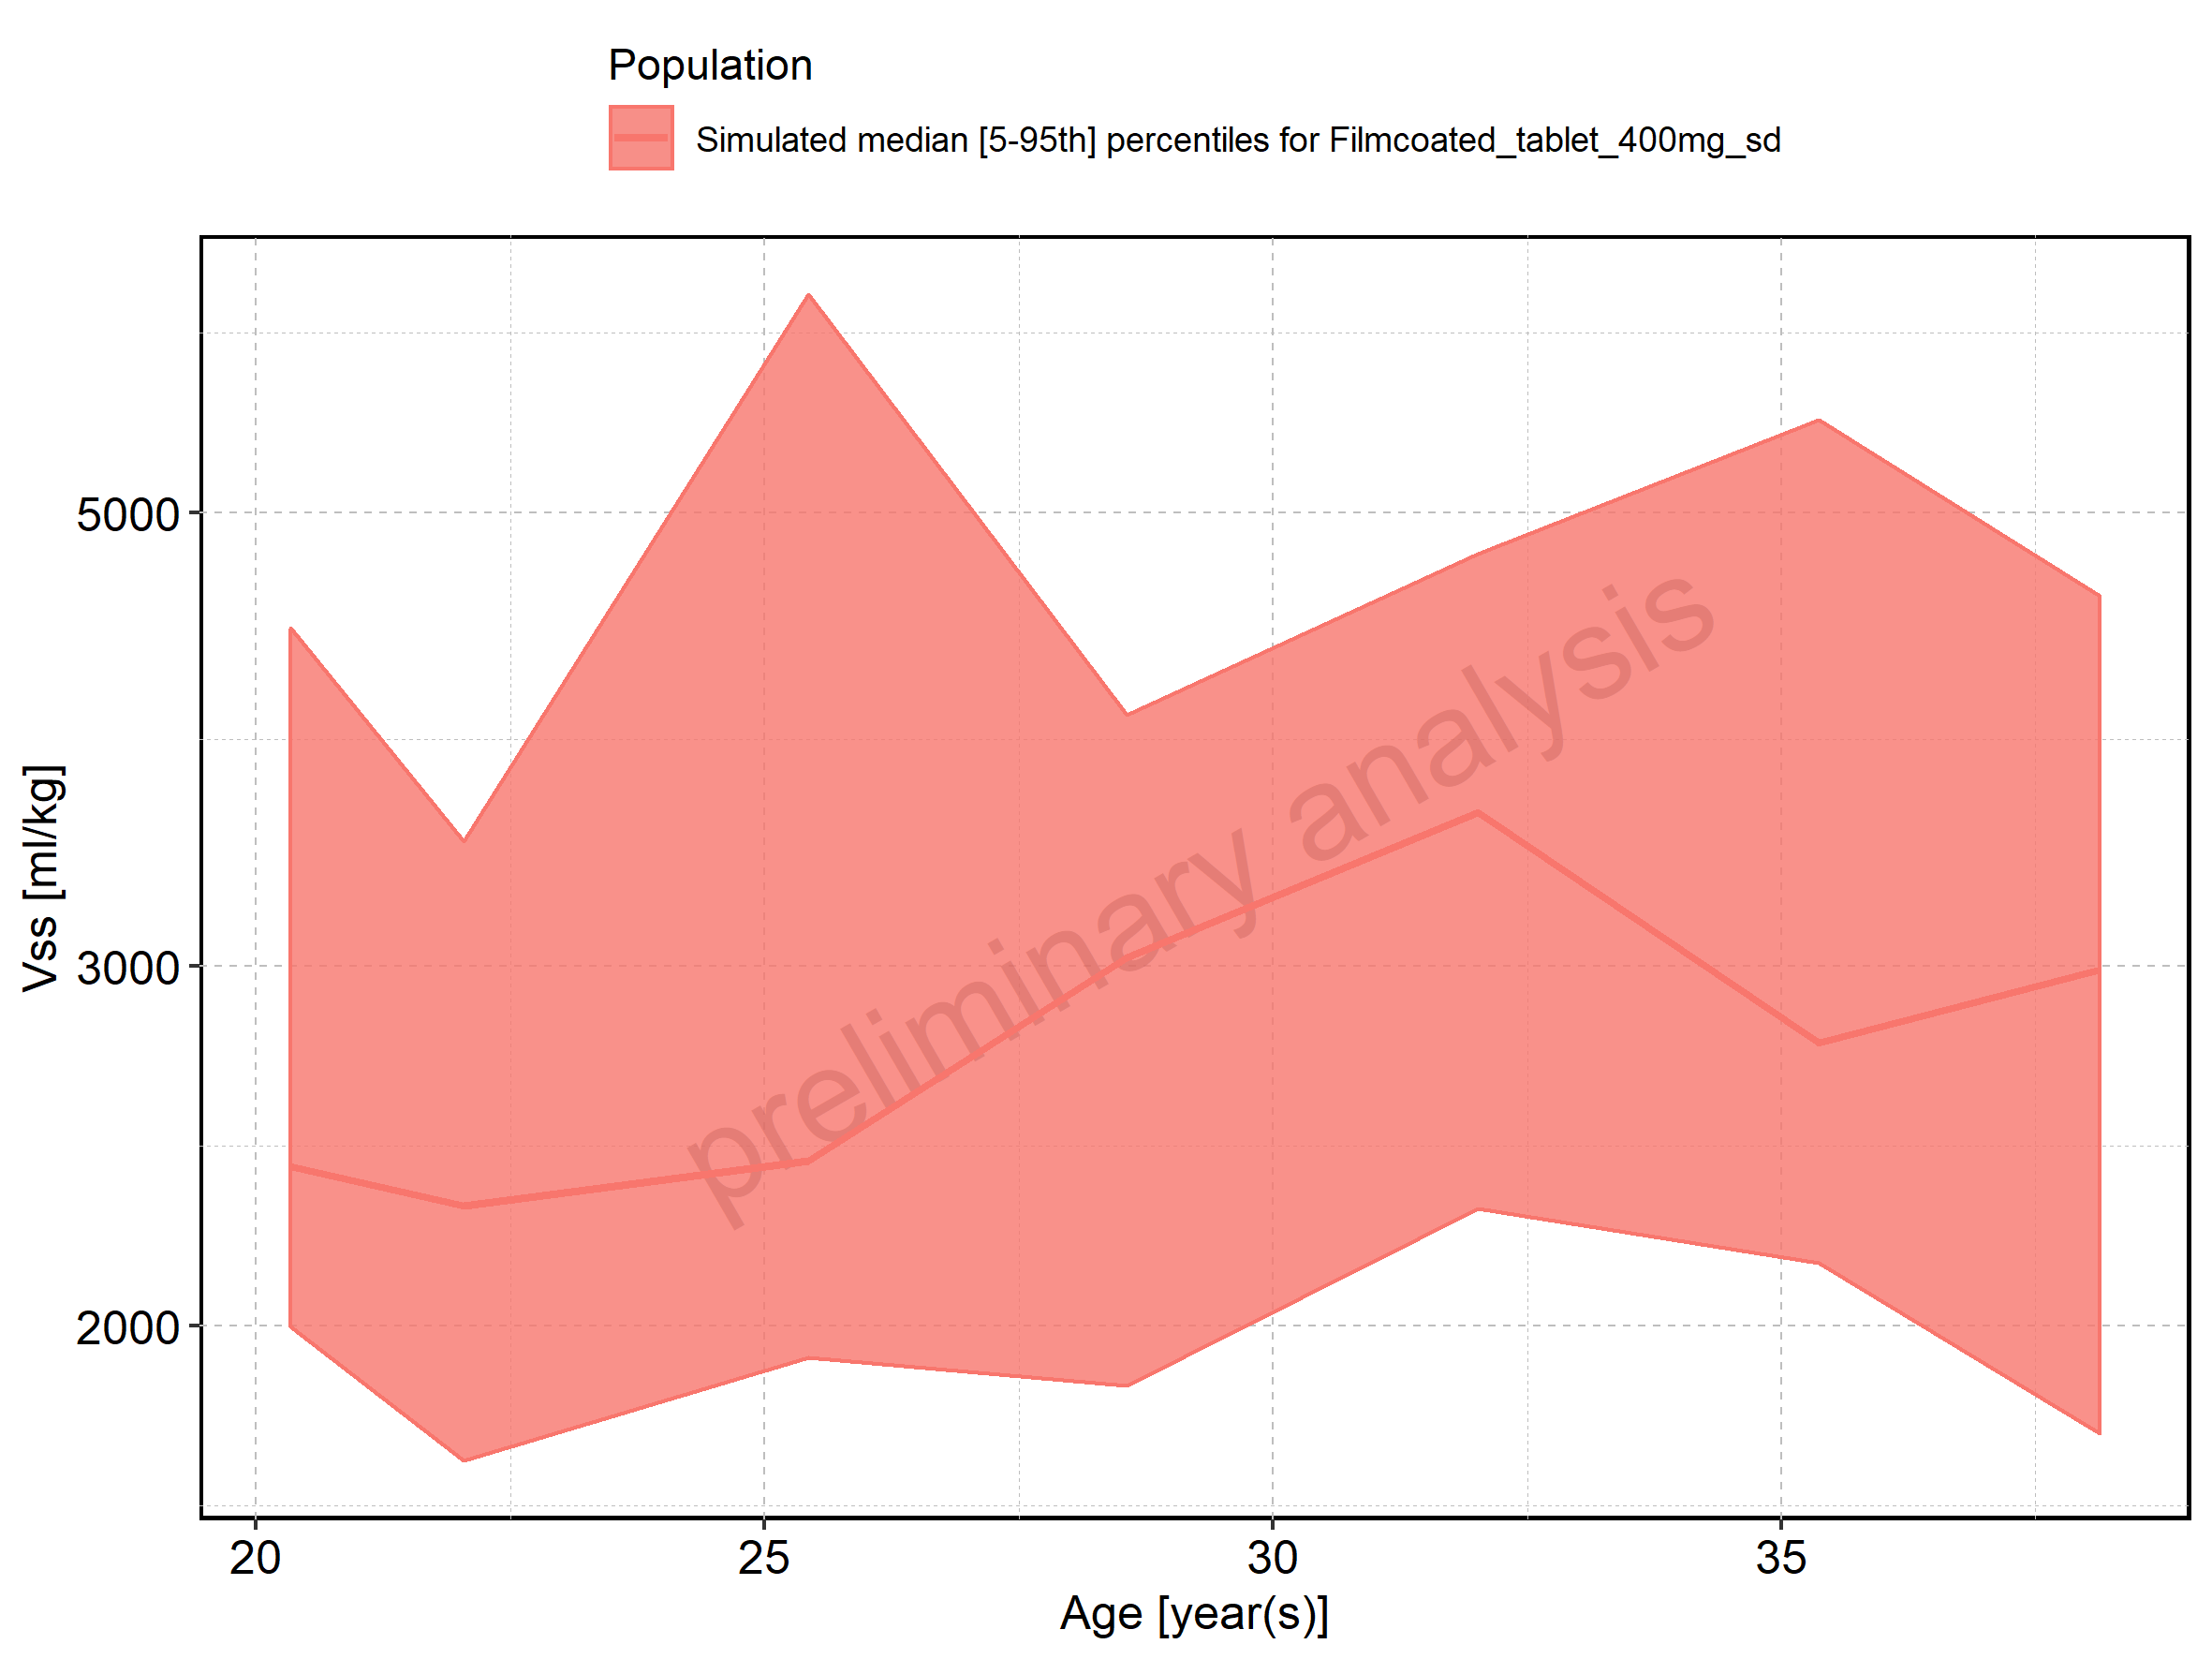 Population
Simulated median [5-95th] percentiles for Filmcoated_tablet_400mg_sd
5000
3000
2000
Vss [ml/kg]
preliminary analysis
20 25 30 35
Age [year(s)]